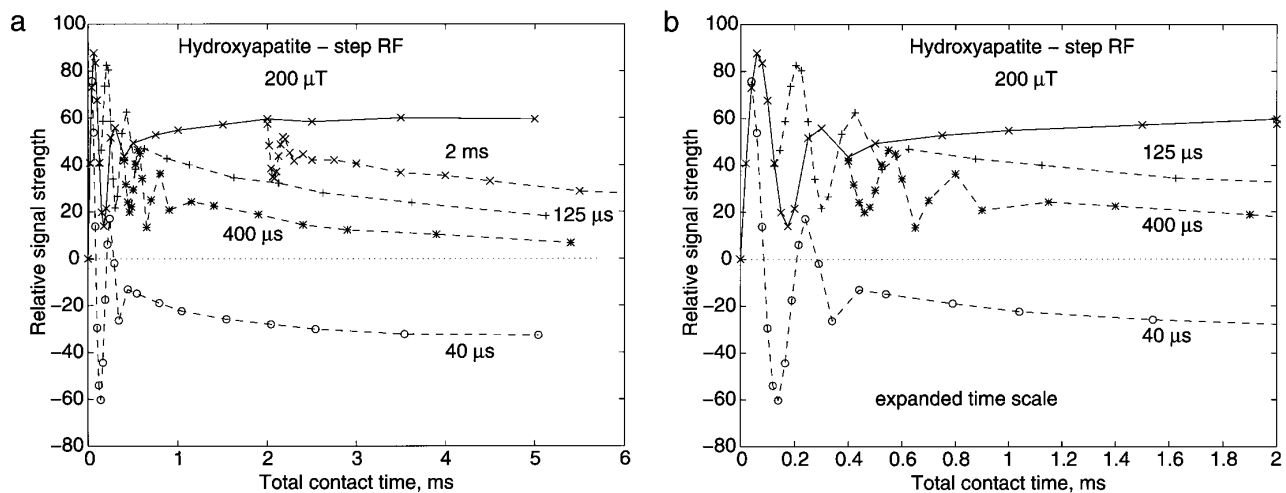 a
Hydroxyapatite – step RF
200 μT
2 ms
125 μs
400 μs
40 μs
Relative signal strength
100
80
60
40
20
0
−20
−40
−60
−80
0 1 2 3 4 5 6
Total contact time, ms
b
Hydroxyapatite – step RF
200 μT
125 μs
400 μs
40 μs
expanded time scale
Relative signal strength
100
80
60
40
20
0
−20
−40
−60
−80
0 0.2 0.4 0.6 0.8 1 1.2 1.4 1.6 1.8 2
Total contact time, ms